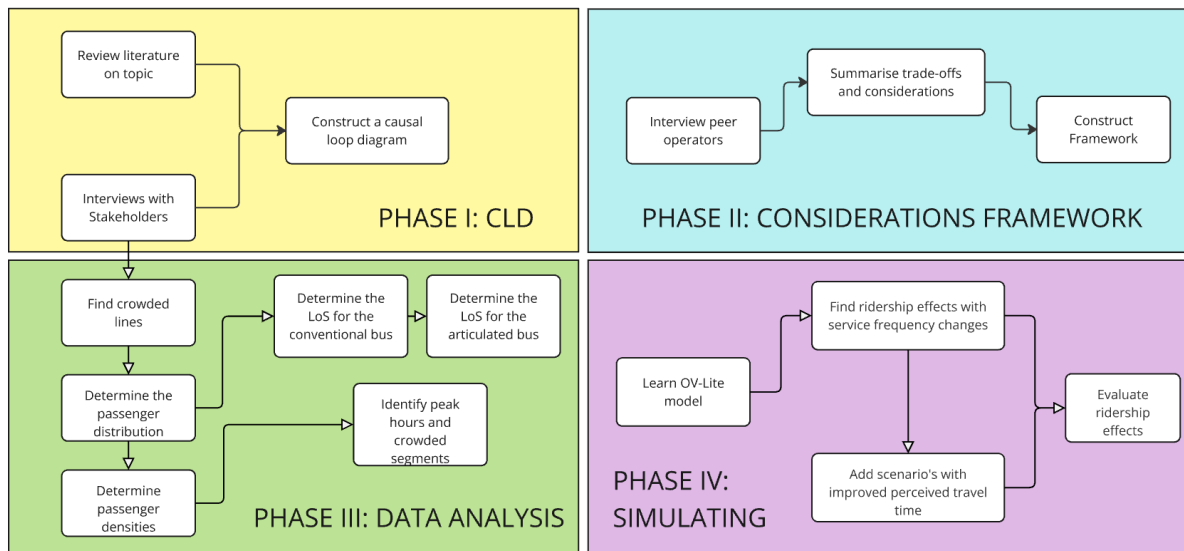 Review literature
on topic
Construct a causal
loop diagram
Interviews with
Stakeholders
PHASE I: CLD
Interview peer
operators
Summarise trade-offs
and considerations
Construct
Framework
PHASE II: CONSIDERATIONS FRAMEWORK
Find crowded
lines
Determine the
passenger
distribution
Determine
passenger
densities
Determine the
LoS for the
conventional bus
Determine the
LoS for the
articulated bus
Identify peak
hours and
crowded
segments
PHASE III: DATA ANALYSIS
Learn OV-Lite
model
Find ridership effects with
service frequency changes
Add scenario's with
improved perceived travel
time
Evaluate
ridership
effects
PHASE IV:
SIMULATING